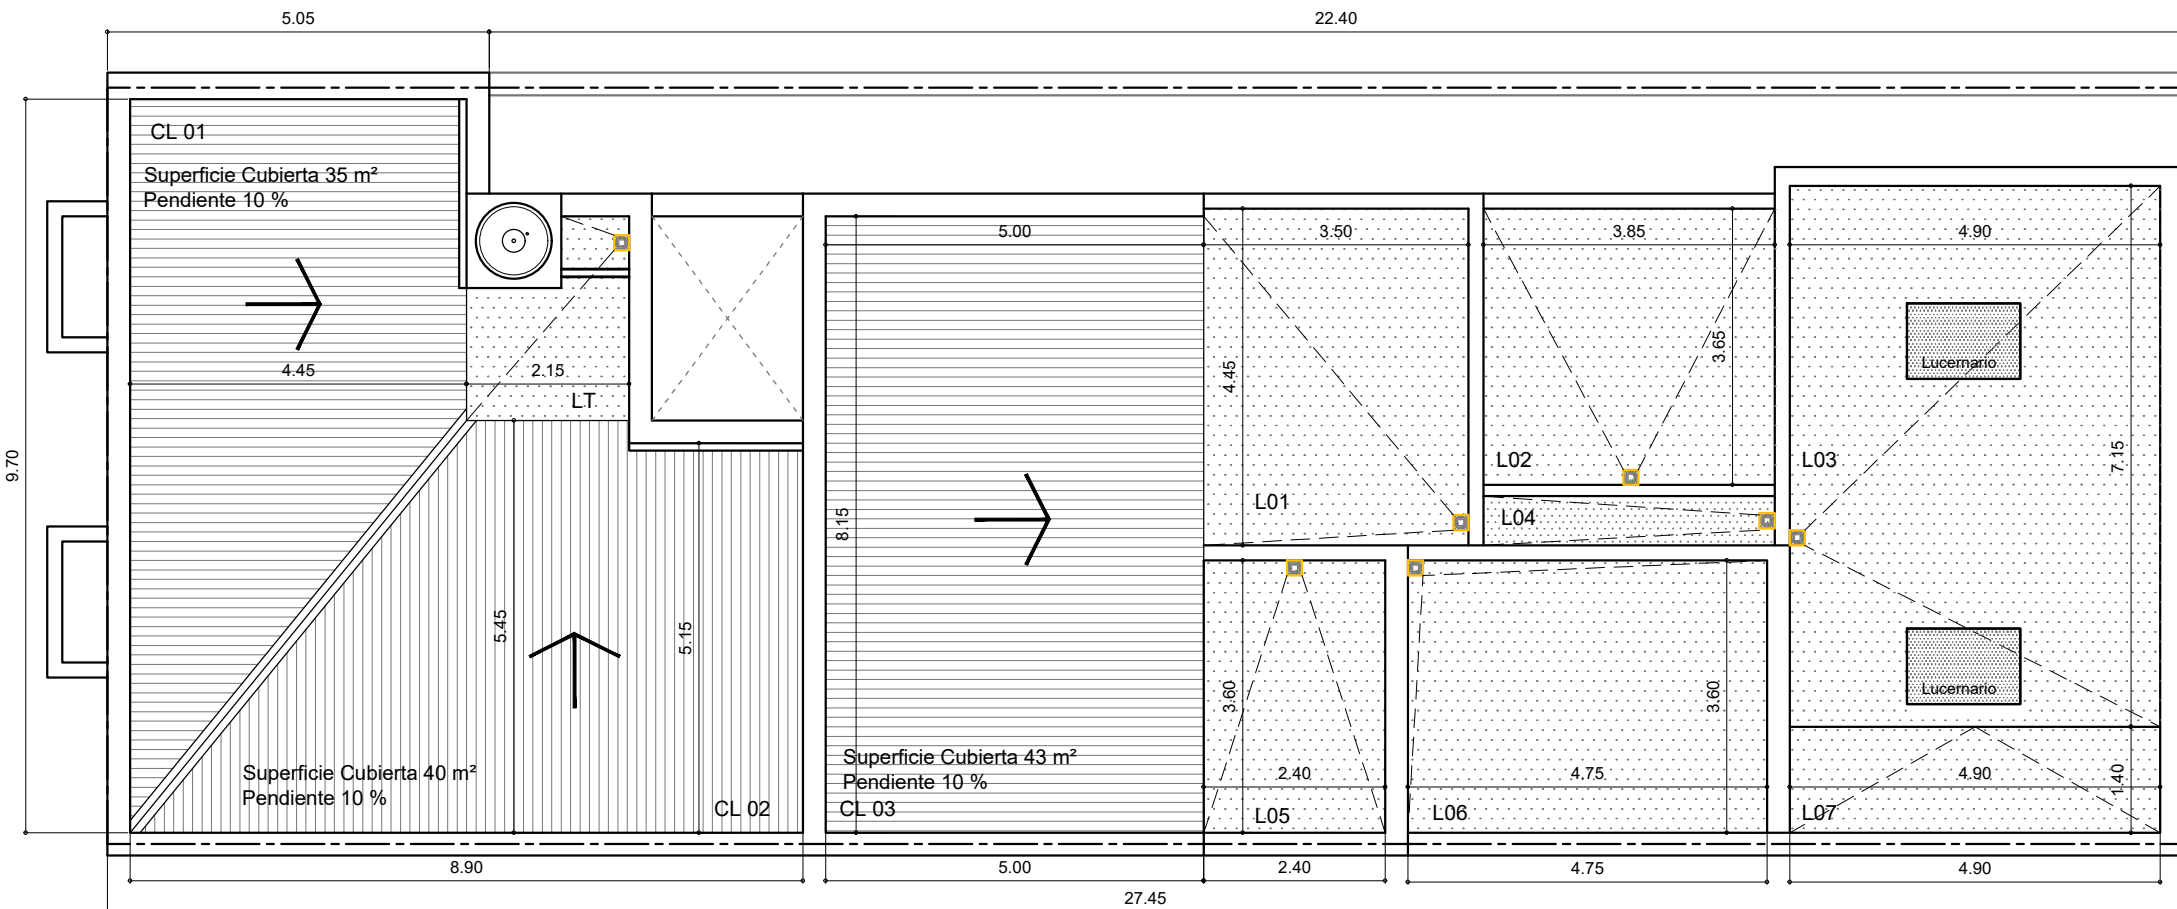 5.05
22.40
CL 01
Superficie Cubierta 35 m²
Pendiente 10 %
5.00
3.50
3.85
4.90
4.45
3.65
Lucernario
4.45
2.15
LT
9.70
L02
L03
7.15
L01
L04
8.15
5.45
5.15
3.60
3.60
Lucernario
Superficie Cubierta 40 m²
Pendiente 10 %
CL 02
Superficie Cubierta 43 m²
Pendiente 10 %
CL 03
2.40
4.75
4.90
1.40
L05
L06
L07
8.90
5.00
2.40
4.75
4.90
27.45